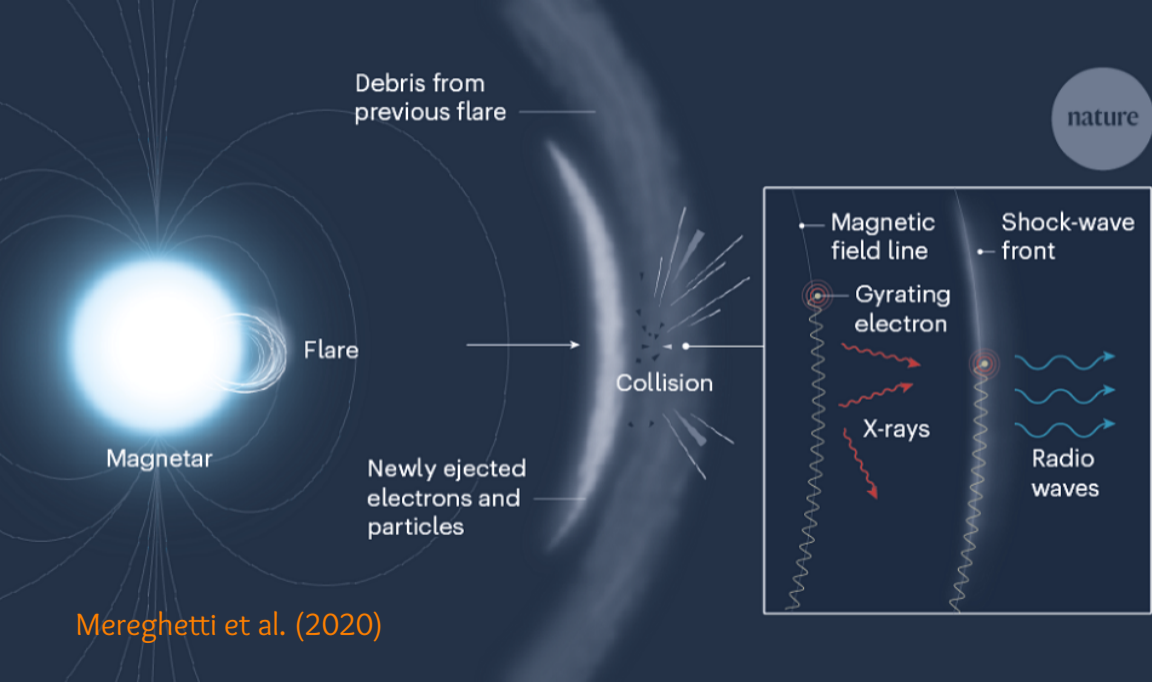 Debris from
previous flare
nature
Magnetic
field line
Shock-wave
front
Gyrating
electron
Flare
Collision
X-rays
Magnetar
Newly ejected
electrons and
particles
Radio
waves
Mereghetti et al. (2020)